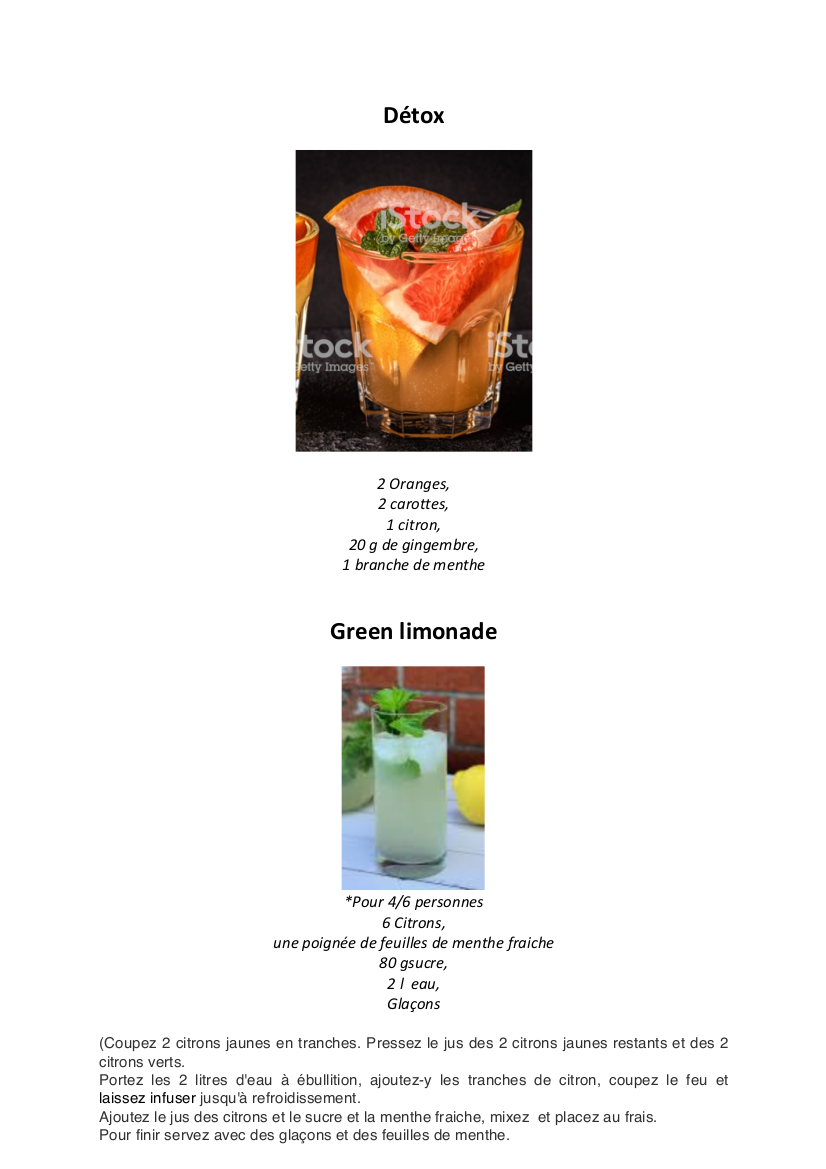 Détox
iStock
by Getty Images
tock
Getty Images
iSt
by Getty
2 Oranges,
2 carottes,
1 citron,
20 g de gingembre,
1 branche de menthe
Green limonade
*Pour 4/6 personnes
6 Citrons,
une poignée de feuilles de menthe fraiche
80 gsucre,
2 l  eau,
Glaçons
(Coupez 2 citrons jaunes en tranches. Pressez le jus des 2 citrons jaunes restants et des 2
citrons verts.
Portez les 2 litres d'eau à ébullition, ajoutez-y les tranches de citron, coupez le feu et
laissez infuser jusqu'à refroidissement.
Ajoutez le jus des citrons et le sucre et la menthe fraiche, mixez  et placez au frais.
Pour finir servez avec des glaçons et des feuilles de menthe.